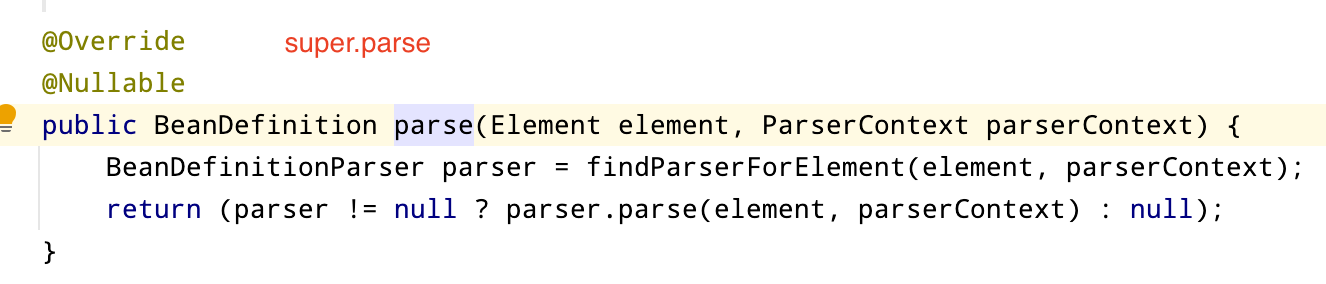 @Override super.parse
@Nullable
public BeanDefinition parse(Element element, ParserContext parserContext) {
BeanDefinitionParser parser = findParserForElement(element, parserContext);
return (parser != null ? parser.parse(element, parserContext) : null);
}